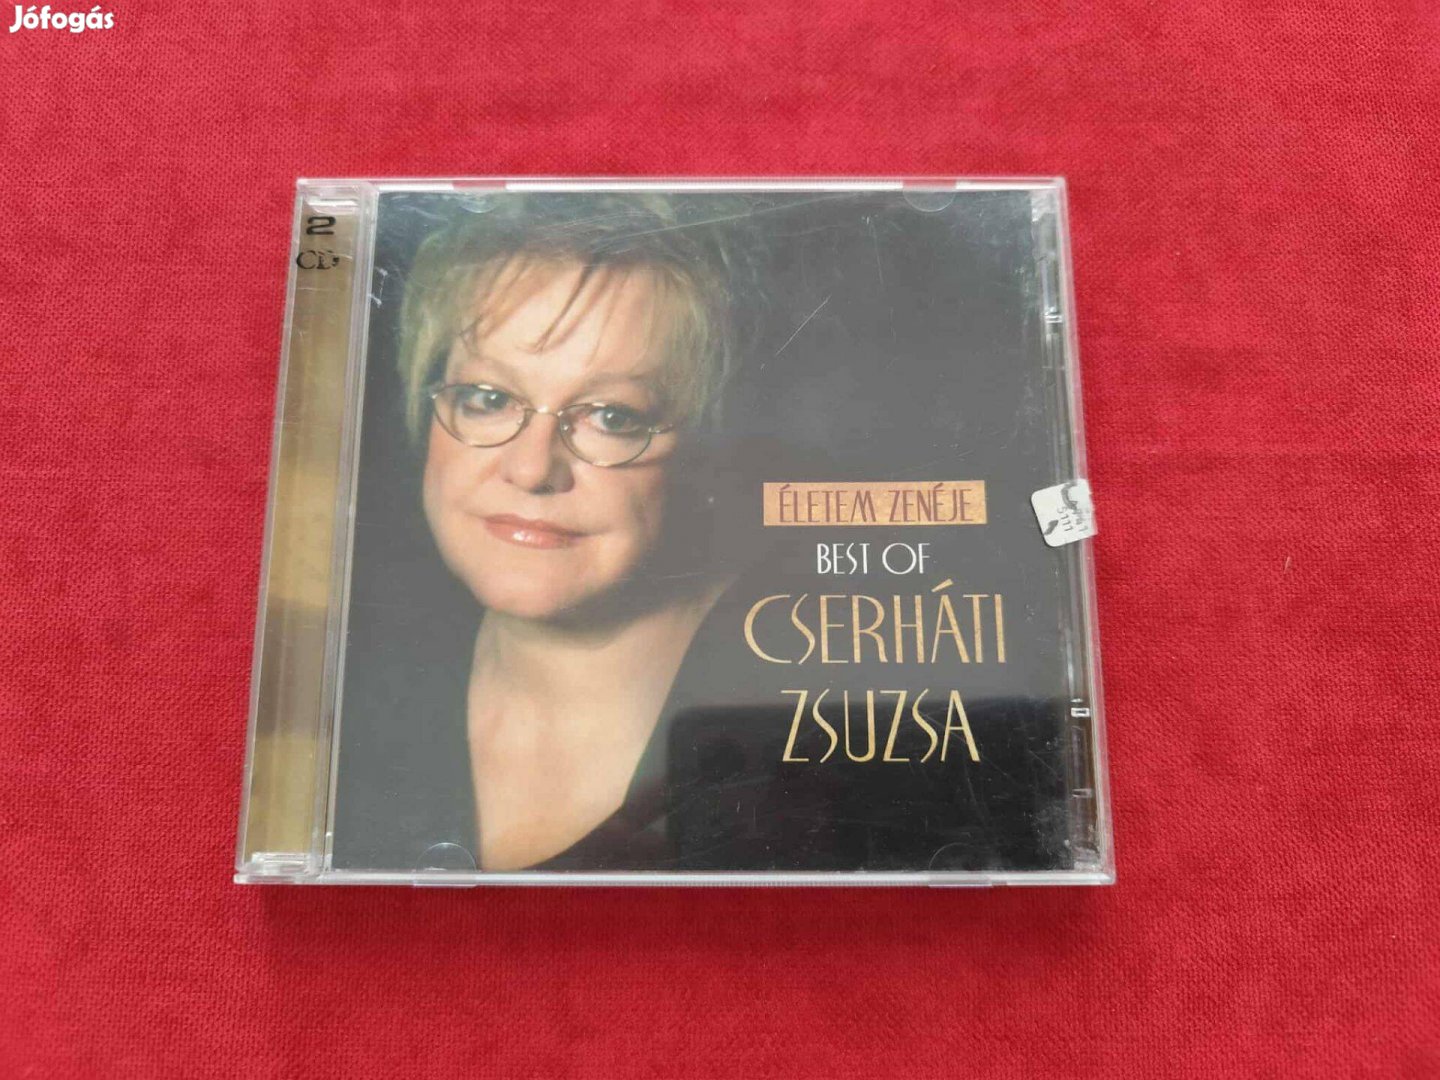 Jófogás
2
CD
ÉLETEM ZENÉJE
BEST OF
CSERHÁTI
ZSUZSA